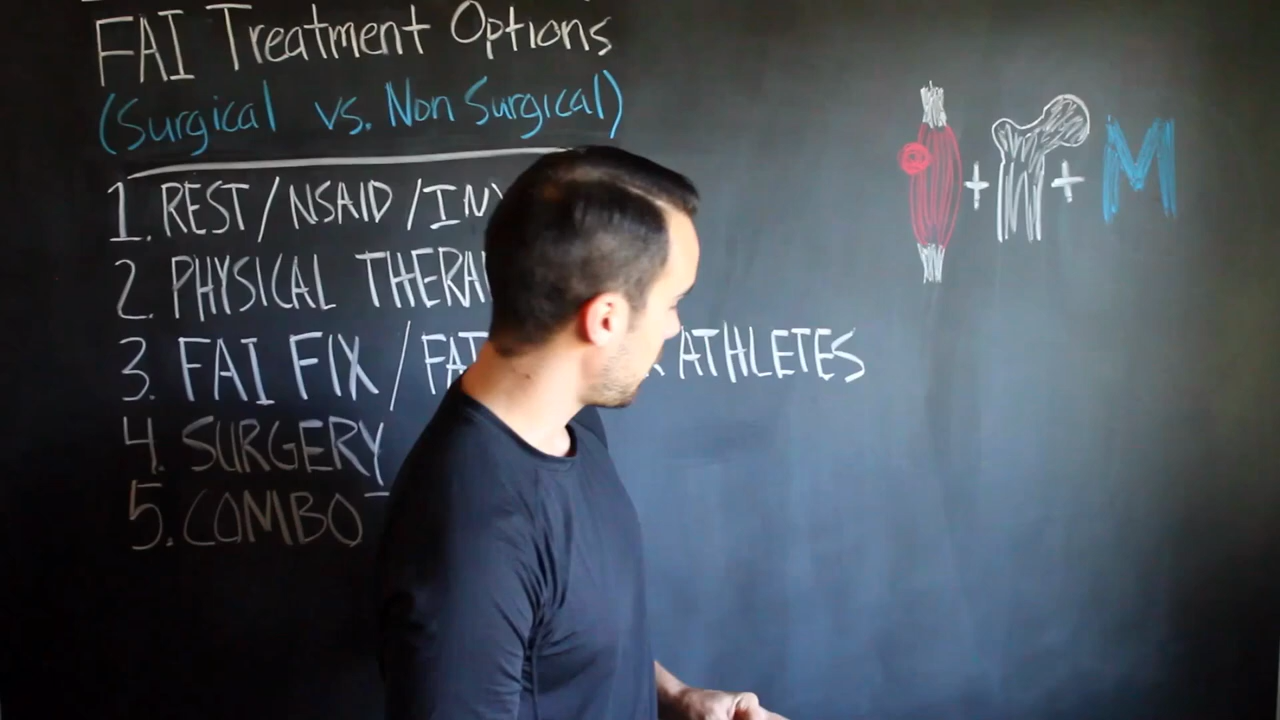 FAI Treatment Options
(Surgical vs. Non Surgical)
1. REST/NSAID/
2. PHYSICAL
3. FAI FIX / ATHLETES
4. SURGERY
5. COMBO
+ + M